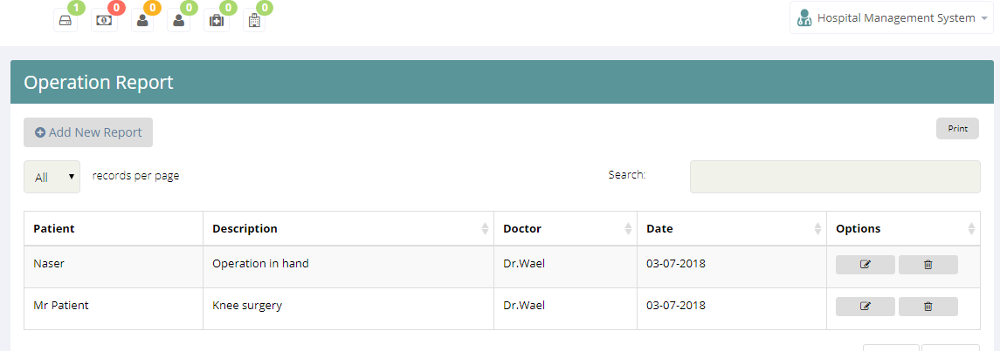 1 0 0 0 0 0
Hospital Management System
Operation Report
Add New Report
Print
All records per page Search:
Patient Description Doctor Date Options
Naser Operation in hand Dr.Wael 03-07-2018
Mr Patient Knee surgery Dr.Wael 03-07-2018